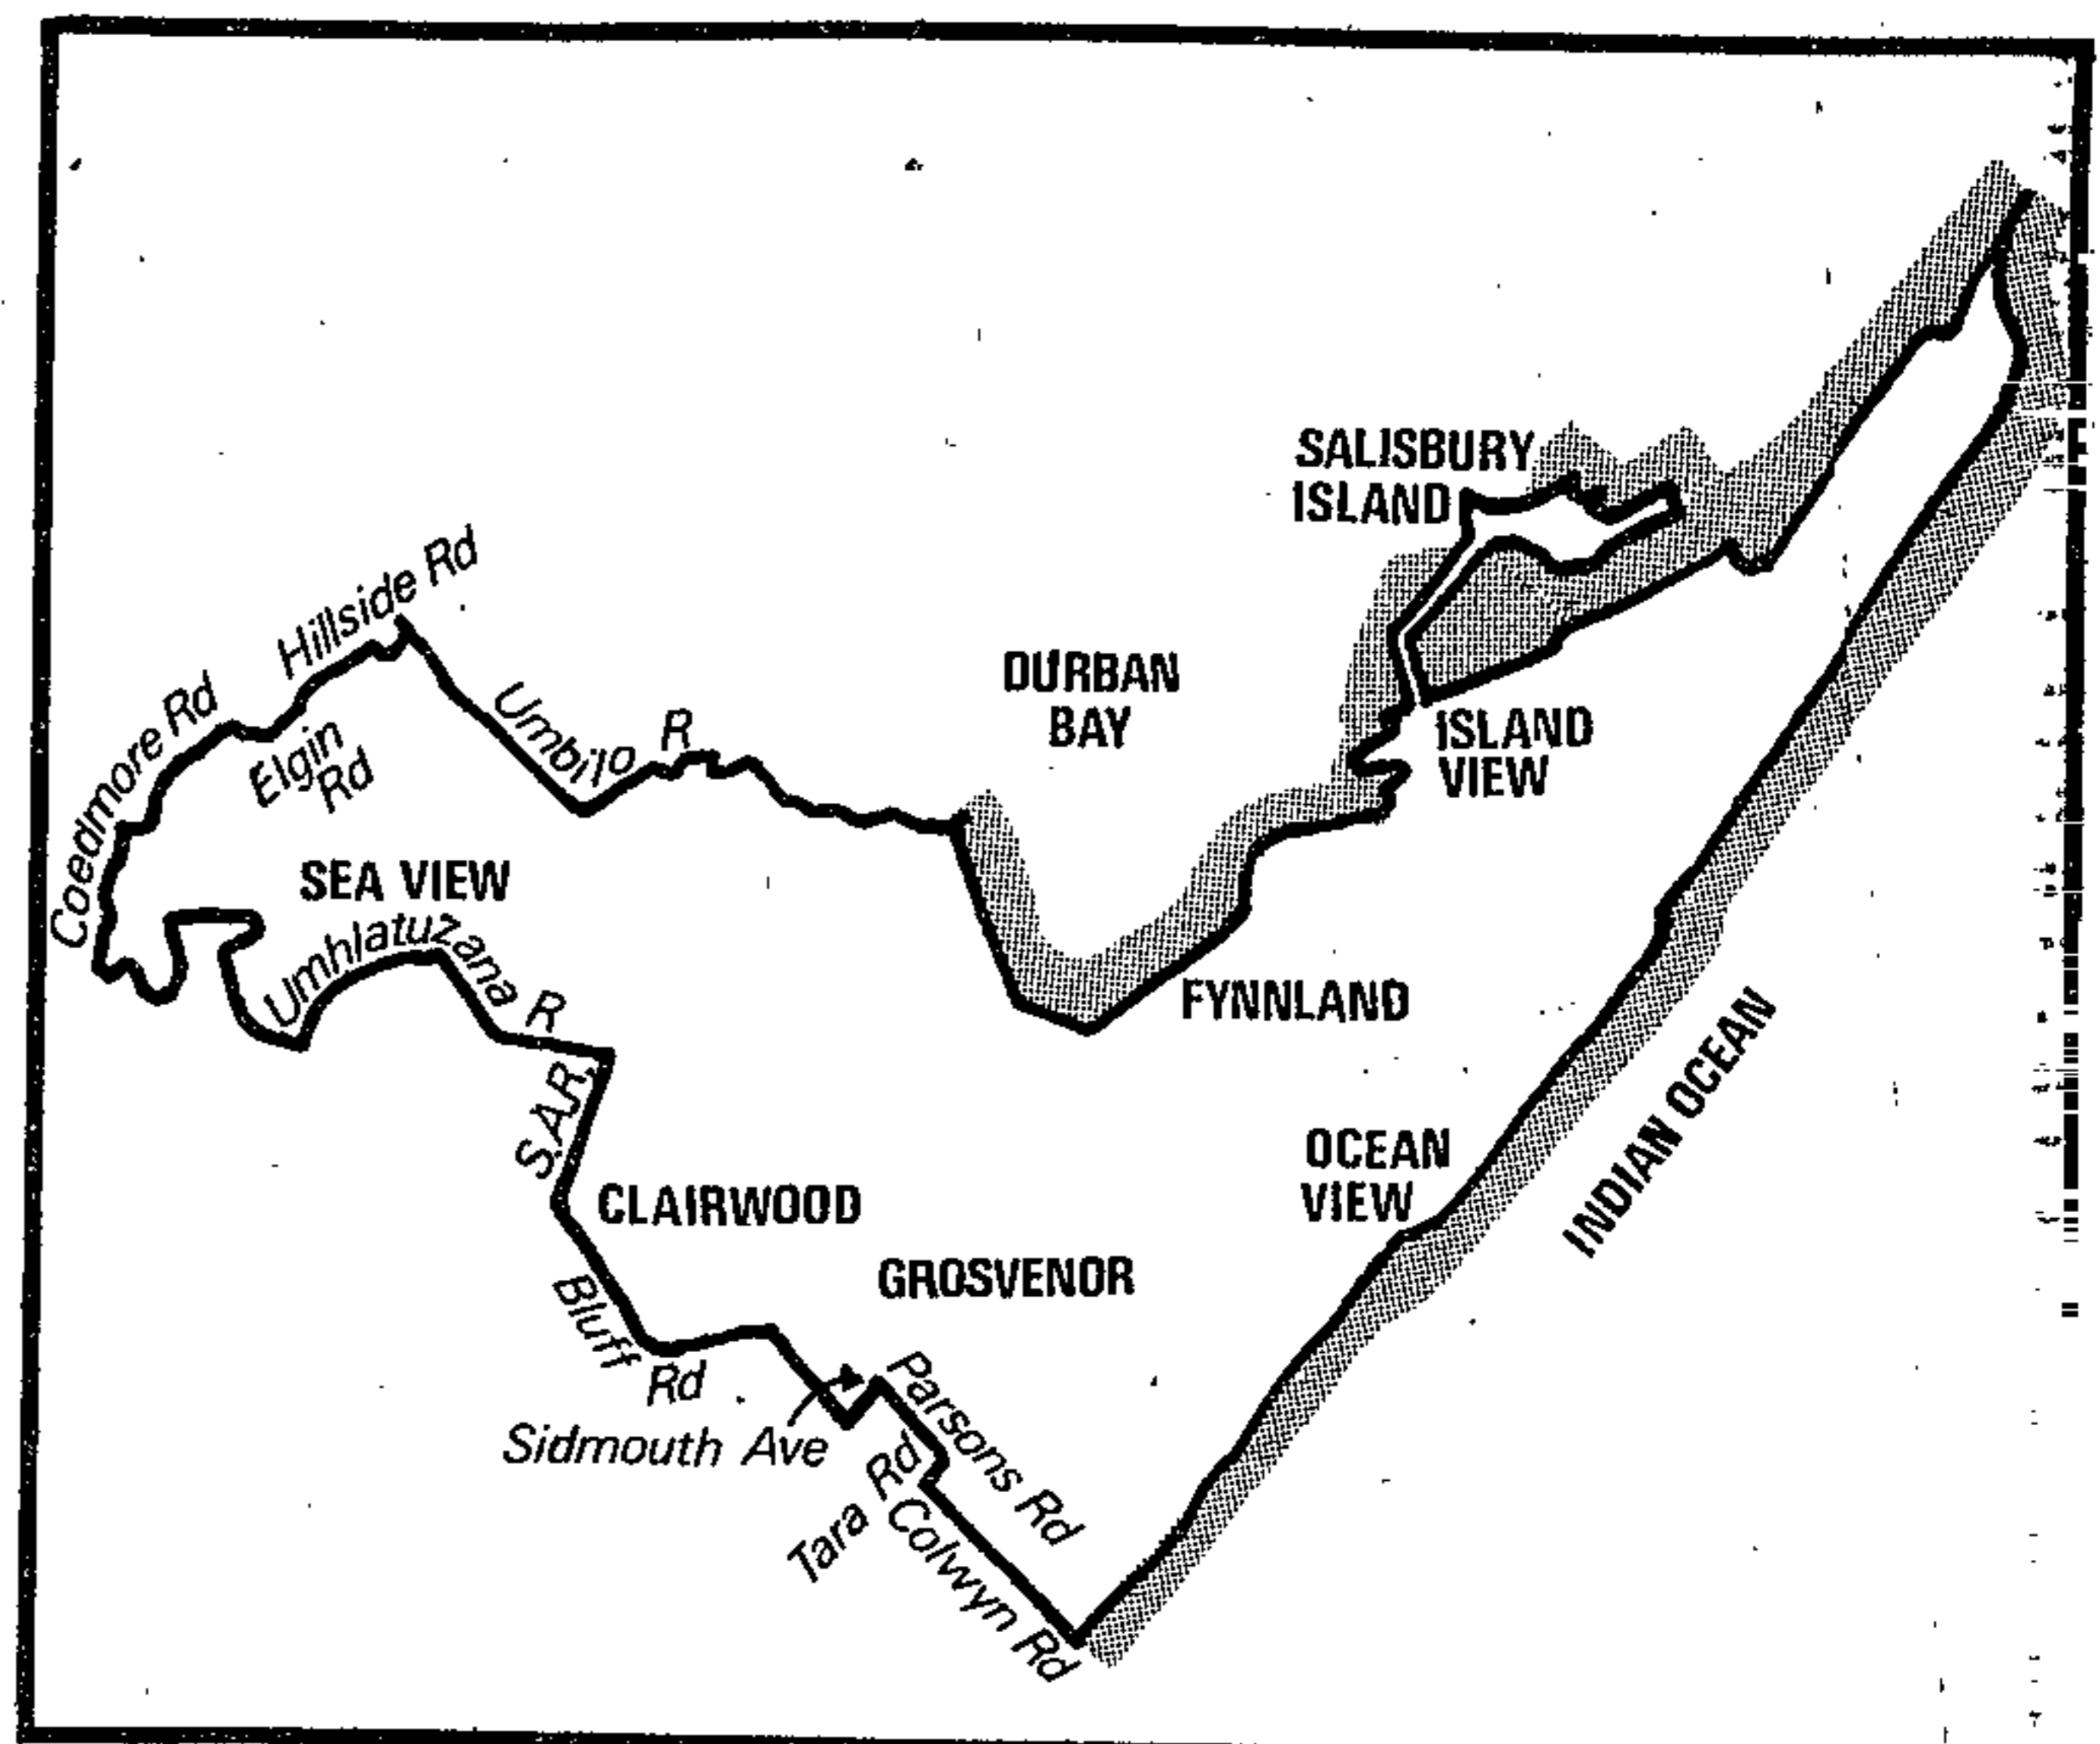 SALISBURY
ISLAND
Hillside Rd
DURBAN
BAY
Coedmore Rd
Umbilo R
ISLAND
VIEW
Elgin
Rd
SEA VIEW
Umhlatuzana R
FYNNLAND
S.A.R.
INDIAN OCEAN
OCEAN
VIEW
CLAIRWOOD
GROSVENOR
Bluff Rd
Parsons Rd
Sidmouth Ave
Tara Rd
Colwyn Rd